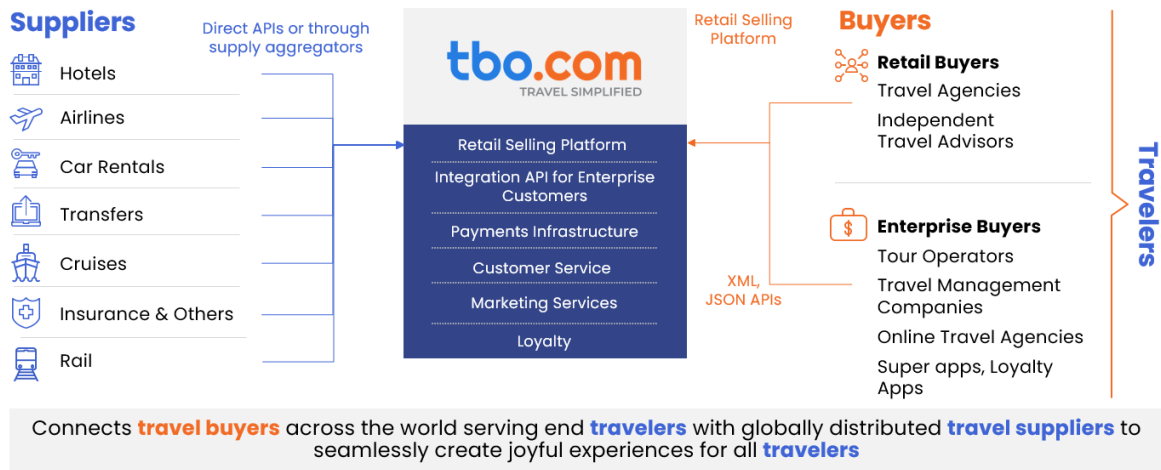 Suppliers
Direct APIs or through
supply aggregators
Hotels
Airlines
Car Rentals
Transfers
Cruises
Insurance & Others
Rail
tbo.com
TRAVEL SIMPLIFIED
Retail Selling Platform
Integration API for Enterprise
Customers
Payments Infrastructure
Customer Service
Marketing Services
Loyalty
Retail Selling
Platform
XML,
JSON APIs
Buyers
Retail Buyers
Travel Agencies
Independent
Travel Advisors
$
Enterprise Buyers
Tour Operators
Travel Management
Companies
Online Travel Agencies
Super apps, Loyalty
Apps
Travelers
Connects travel buyers across the world serving end travelers with globally distributed travel suppliers to
seamlessly create joyful experiences for all travelers